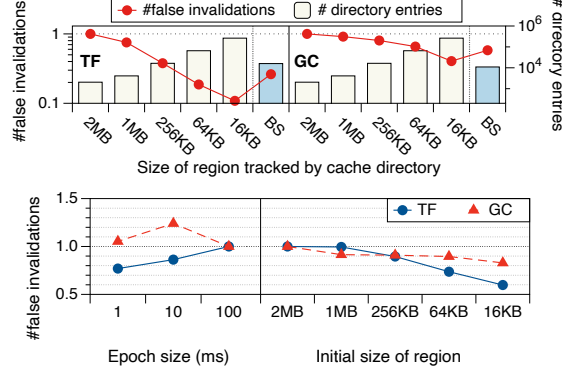 #false invalidations # directory entries
#false invalidations
1
0.1
TF
GC
10^6
10^4
# directory entries
2MB 1MB 256KB 64KB 16KB BS 2MB 1MB 256KB 64KB 16KB BS
Size of region tracked by cache directory
#false invalidations
1.5
1.0
0.5
TF GC
1 10 100 2MB 1MB 256KB 64KB 16KB
Epoch size (ms) Initial size of region